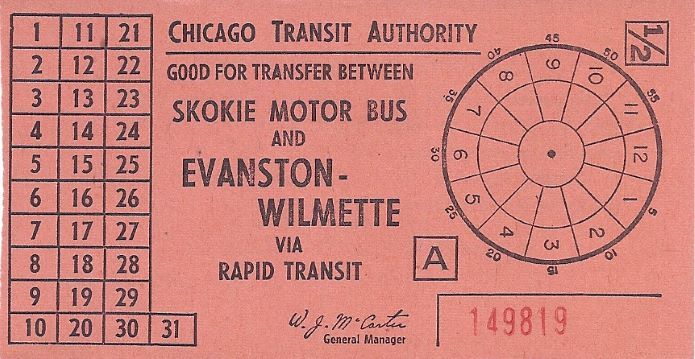 1 11 21
2 12 22
3 13 23
4 14 24
5 15 25
6 16 26
7 17 27
8 18 28
9 19 29
10 20 30 31
CHICAGO TRANSIT AUTHORITY
GOOD FOR TRANSFER BETWEEN
SKOKIE MOTOR BUS
AND
EVANSTON-
WILMETTE
VIA
RAPID TRANSIT
W. J. McCarter
General Manager
A
1/2
45
50
55
5
10
15
20
25
30
35
40
9
10
11
12
1
2
3
4
5
6
7
8
149819